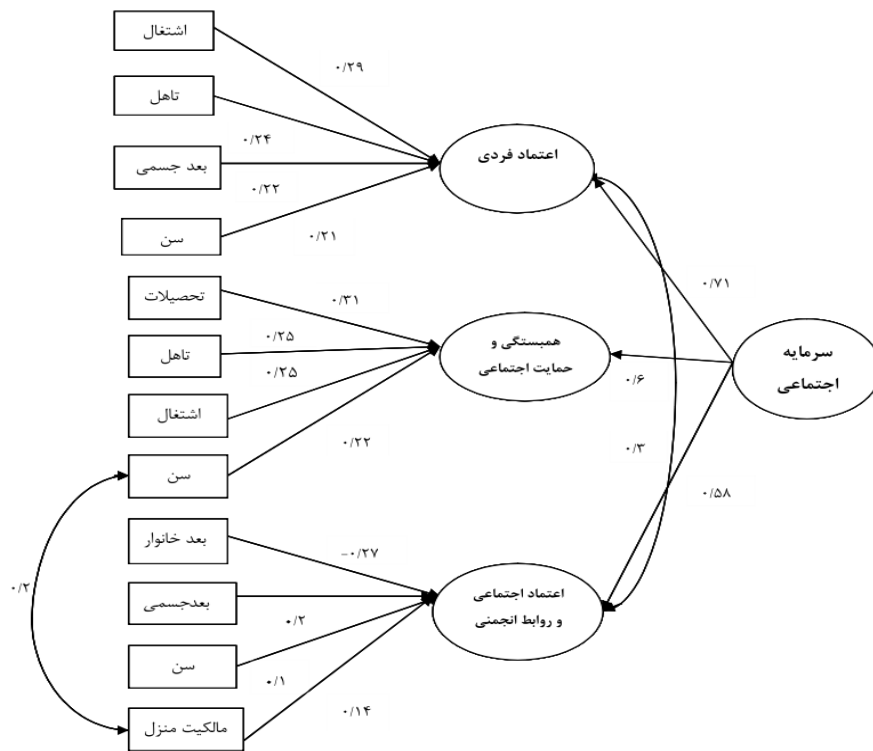 اشتغال
۰/۲۹
تاهل
۰/۲۴
بعد جسمی
۰/۲۲
سن
۰/۲۱
اعتماد فردی
تحصیلات
۰/۳۱
تاهل
۰/۲۵
۰/۲۵
اشتغال
۰/۲۲
سن
همبستگی و
حمایت اجتماعی
۰/۷۱
۰/۶
۰/۳
۰/۵۸
سرمایه
اجتماعی
بعد خانوار
−۰/۲۷
بعدجسمی
۰/۲
سن
۰/۱
مالکیت منزل
۰/۱۴
۰/۲
اعتماد اجتماعی
و روابط انجمنی